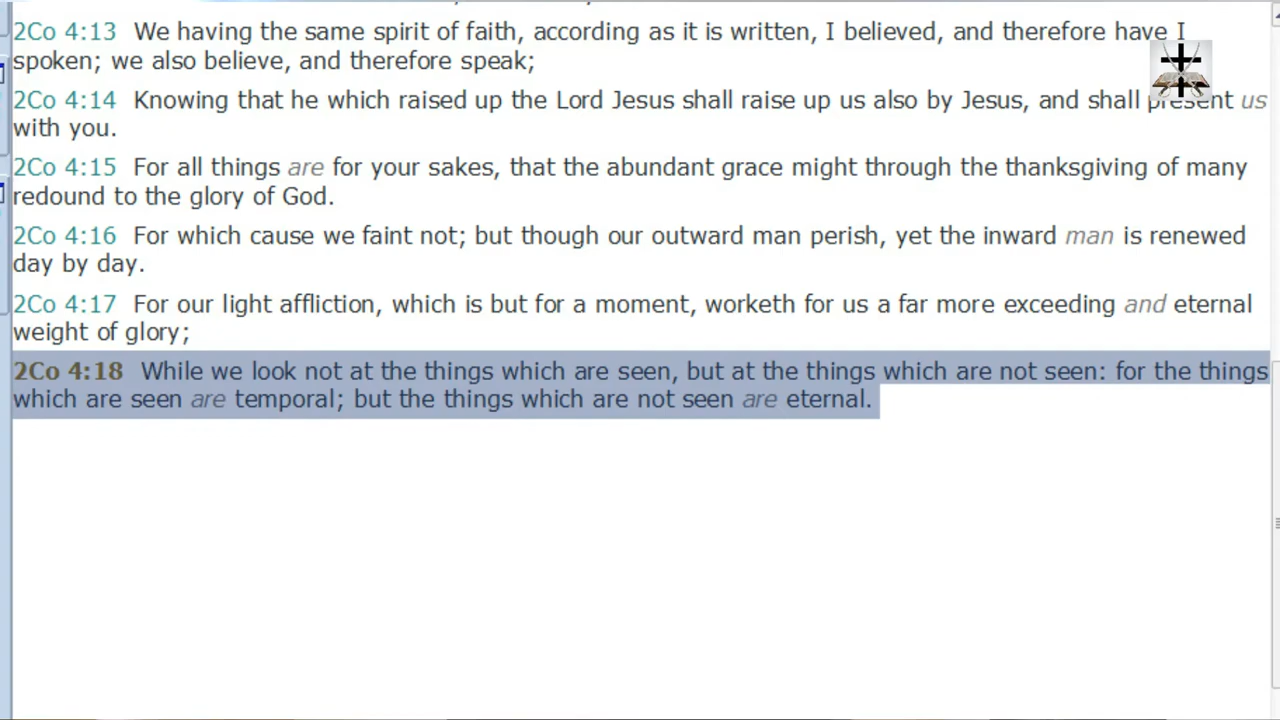 2Co 4:13 We having the same spirit of faith, according as it is written, I believed, and therefore have I
spoken; we also believe, and therefore speak;
2Co 4:14 Knowing that he which raised up the Lord Jesus shall raise up us also by Jesus, and shall present us
with you.
2Co 4:15 For all things are for your sakes, that the abundant grace might through the thanksgiving of many
redound to the glory of God.
2Co 4:16 For which cause we faint not; but though our outward man perish, yet the inward man is renewed
day by day.
2Co 4:17 For our light affliction, which is but for a moment, worketh for us a far more exceeding and eternal
weight of glory;
2Co 4:18 While we look not at the things which are seen, but at the things which are not seen: for the things
which are seen are temporal; but the things which are not seen are eternal.